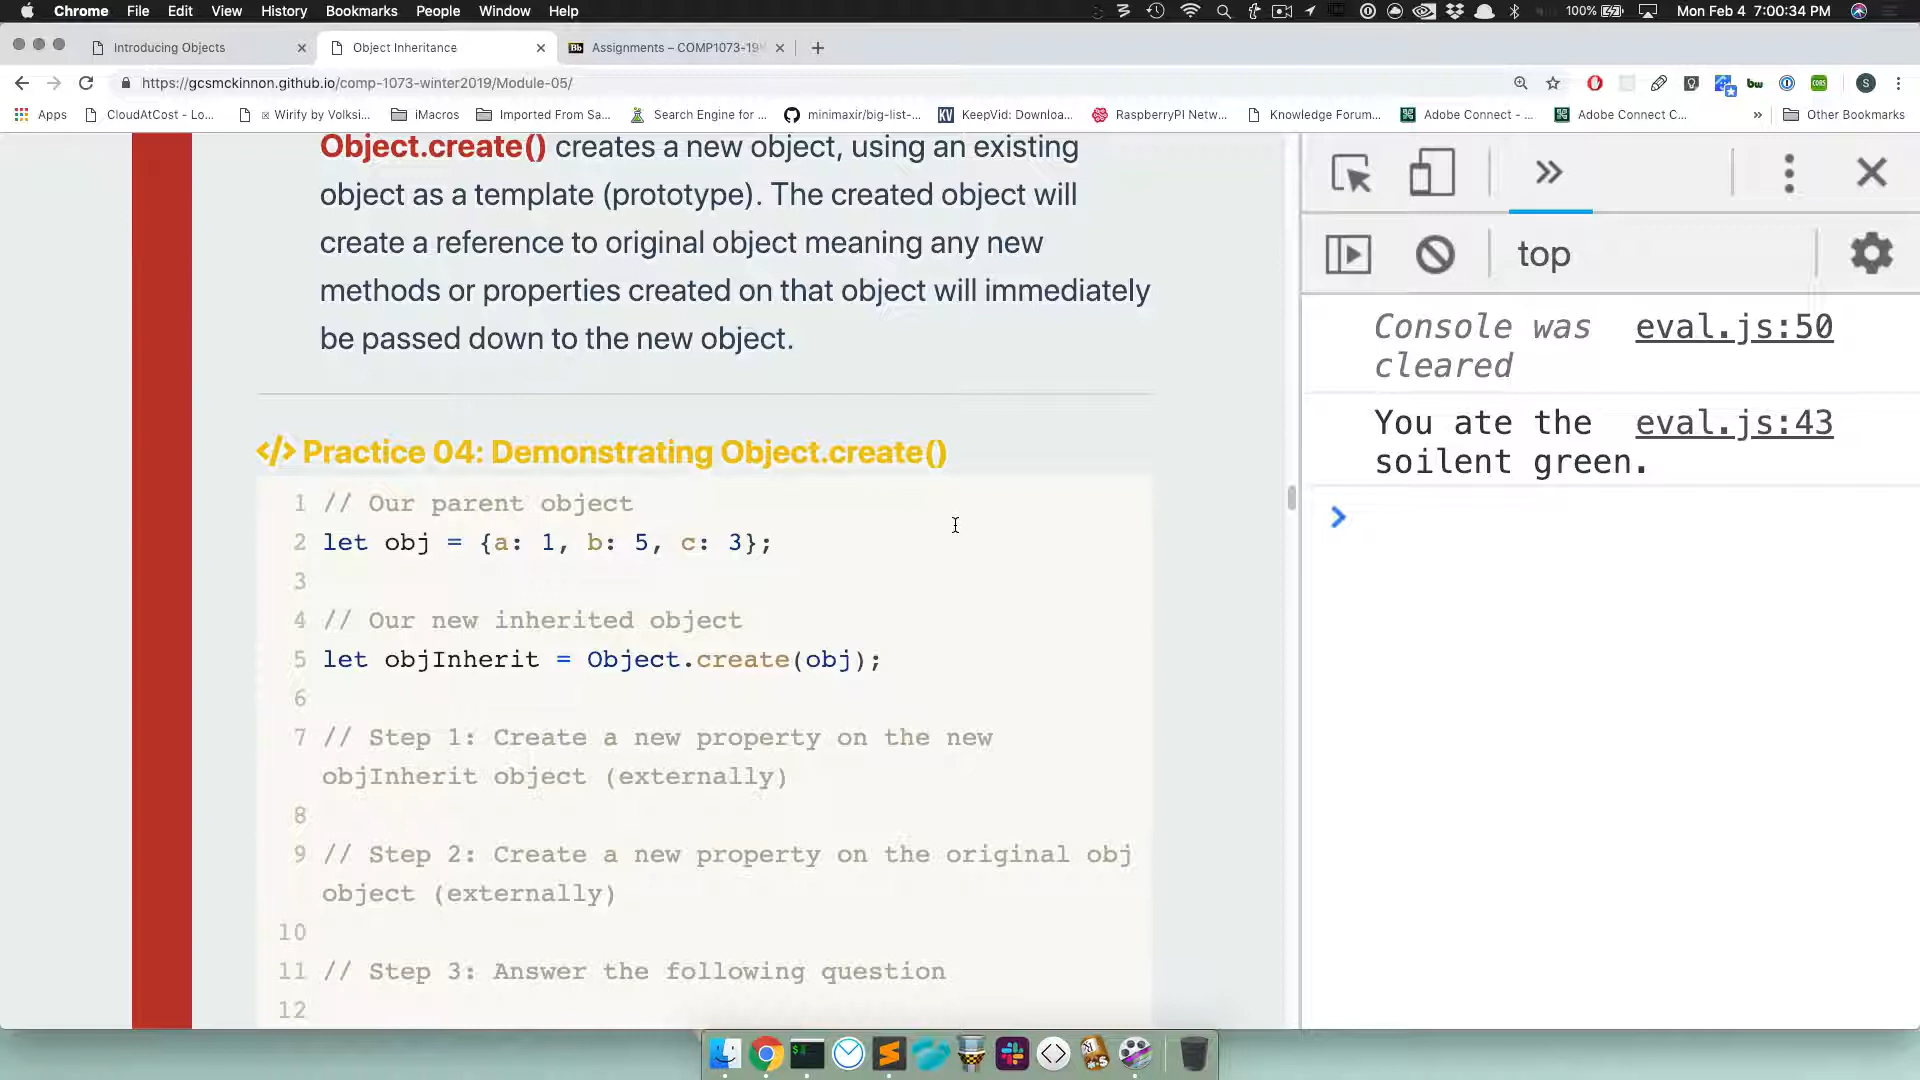 Chrome File Edit View History Bookmarks People Window Help 100% Mon Feb 4 7:00:34 PM
Introducing Objects Object Inheritance Bb Assignments – COMP1073-19
https://gcsmckinnon.github.io/comp-1073-winter2019/Module-05/
Apps CloudAtCost - Lo... Wirify by Volksi... iMacros Imported From Sa... Search Engine for ... minimaxir/big-list-... KV KeepVid: Downloa... RaspberryPI Netw... Knowledge Forum... Adobe Connect - ... Adobe Connect C... » Other Bookmarks
Object.create() creates a new object, using an existing
object as a template (prototype). The created object will
create a reference to original object meaning any new
methods or properties created on that object will immediately
be passed down to the new object.
</> Practice 04: Demonstrating Object.create()
1 // Our parent object
2 let obj = {a: 1, b: 5, c: 3};
3
4 // Our new inherited object
5 let objInherit = Object.create(obj);
6
7 // Step 1: Create a new property on the new
objInherit object (externally)
8
9 // Step 2: Create a new property on the original obj
object (externally)
10
11 // Step 3: Answer the following question
12
top
Console was eval.js:50
cleared
You ate the eval.js:43
soilent green.